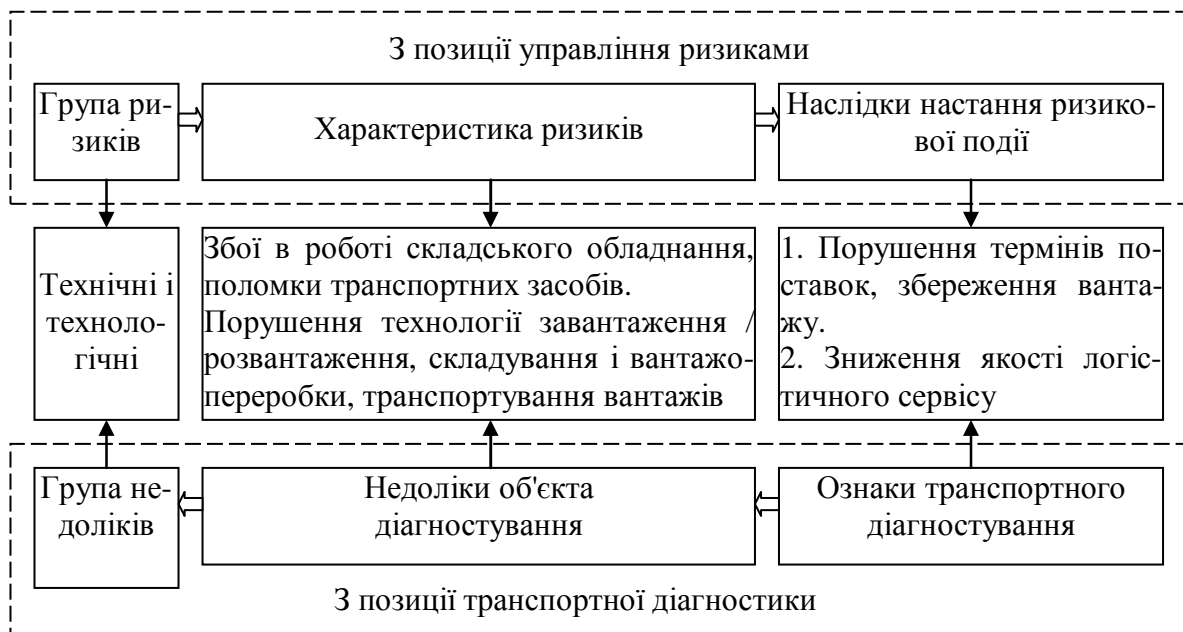 З позиції управління ризиками
Група ри-
зиків
Характеристика ризиків
Наслідки настання ризико-
вої події
Технічні і
техноло-
гічні
Збої в роботі складського обладнання,
поломки транспортних засобів.
Порушення технології завантаження /
розвантаження, складування і вантажо-
переробки, транспортування вантажів
1. Порушення термінів по-
ставок, збереження ванта-
жу.
2. Зниження якості логіс-
тичного сервісу
Група не-
доліків
Недоліки об'єкта
діагностування
Ознаки транспортного
діагностування
З позиції транспортної діагностики